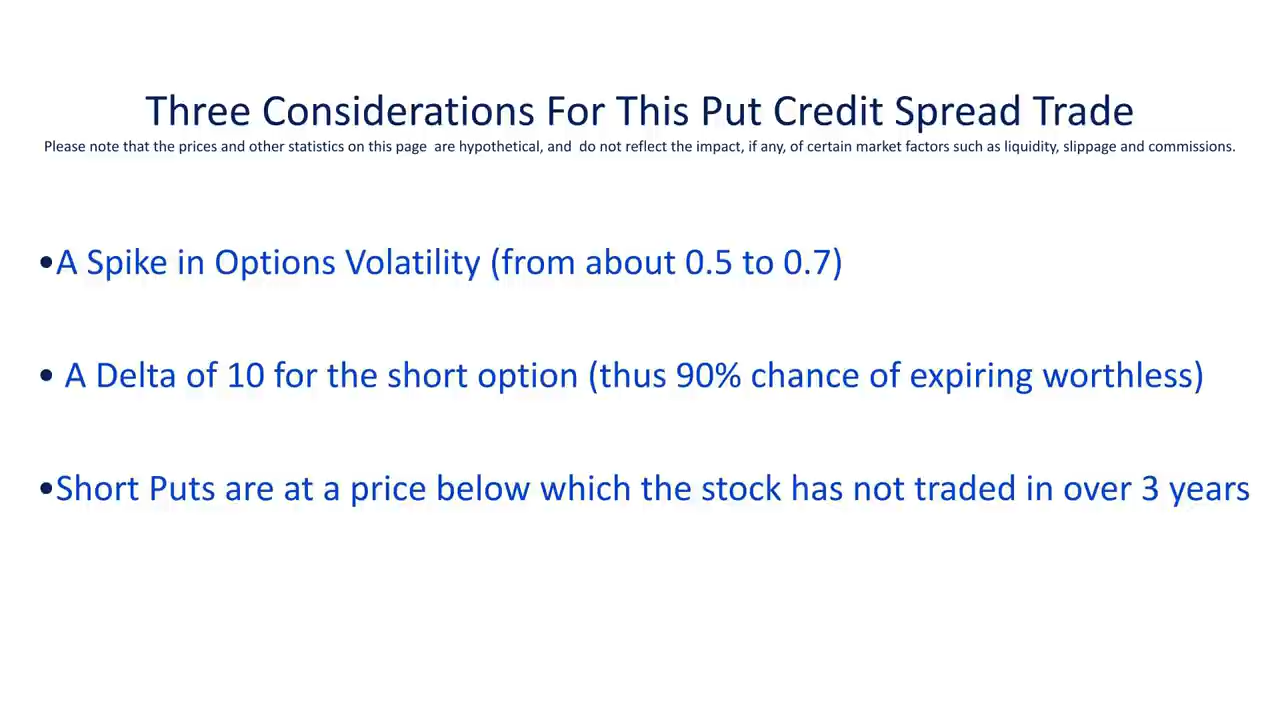 Three Considerations For This Put Credit Spread Trade
Please note that the prices and other statistics on this page  are hypothetical, and  do not reflect the impact, if any, of certain market factors such as liquidity, slippage and commissions.
•A Spike in Options Volatility (from about 0.5 to 0.7)
• A Delta of 10 for the short option (thus 90% chance of expiring worthless)
•Short Puts are at a price below which the stock has not traded in over 3 years